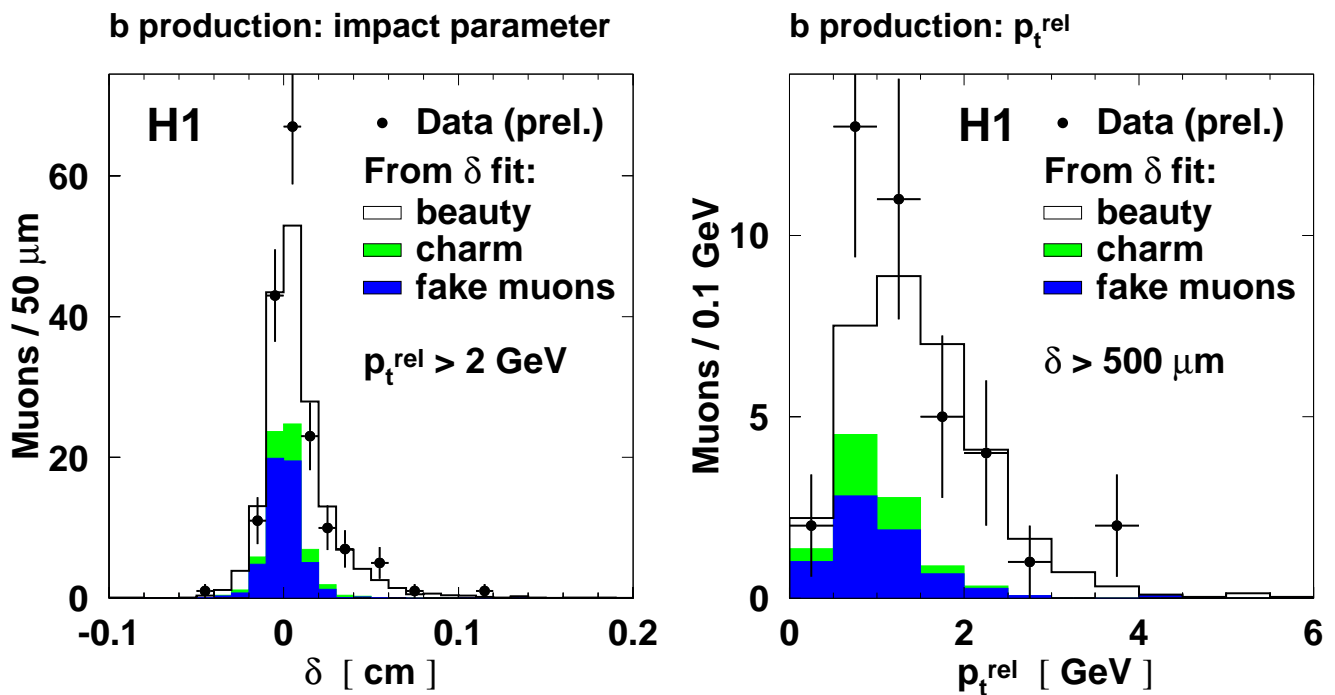 b production: impact parameter
H1
Data (prel.)
From δ fit:
beauty
charm
fake muons
p_t^rel > 2 GeV
Muons / 50 μm
60
40
20
0
-0.1
0
0.1
0.2
δ [ cm ]
b production: p_t^rel
H1
Data (prel.)
From δ fit:
beauty
charm
fake muons
δ > 500 μm
Muons / 0.1 GeV
10
5
0
0
2
4
6
p_t^rel [ GeV ]